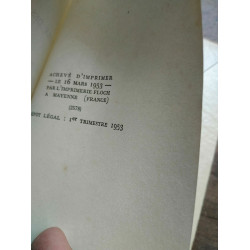 ACHEVÉ D'IMPRIMER
— LE 16 MARS 1953 —
PAR L'IMPRIMERIE FLOCH
A MAYENNE (FRANCE)
LÉGAL : 1er TRIMESTRE 1953